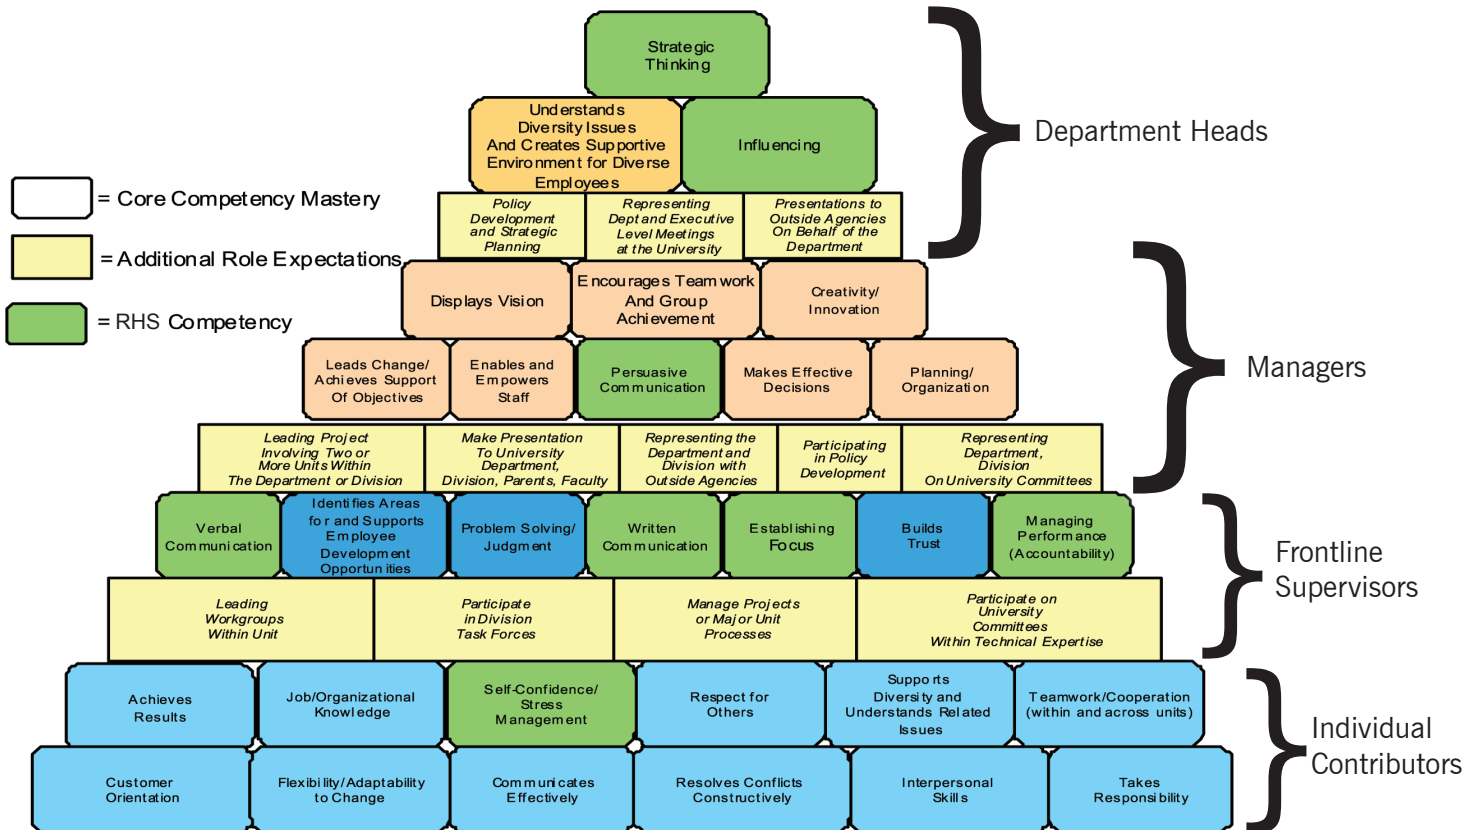 Strategic
Thinking
Understands
Diversity Issues
And Creates Supportive
Environment for Diverse
Employees
Influencing
Department Heads
= Core Competency Mastery
= Additional Role Expectations
= RHS Competency
Policy
Development
and Strategic
Planning
Representing
Dept and Executive
Level Meetings
at the University
Presentations to
Outside Agencies
On Behalf of the
Department
Displays Vision
Encourages Teamwork
And Group
Achievement
Creativity/
Innovation
Leads Change/
Achieves Support
Of Objectives
Enables and
Empowers
Staff
Persuasive
Communication
Makes Effective
Decisions
Planning/
Organization
Managers
Leading Project
Involving Two or
More Units Within
The Department or Division
Make Presentation
To University
Department,
Division, Parents, Faculty
Representing the
Department and
Division with
Outside Agencies
Participating
in Policy
Development
Representing
Department,
Division
On University Committees
Verbal
Communication
Identifies Areas
for and Supports
Employee
Development
Opportunities
Problem Solving/
Judgment
Written
Communication
Establishing
Focus
Builds
Trust
Managing
Performance
(Accountability)
Frontline
Supervisors
Leading
Workgroups
Within Unit
Participate
in Division
Task Forces
Manage Projects
or Major Unit
Processes
Participate on
University
Committees
Within Technical Expertise
Achieves
Results
Job/Organizational
Knowledge
Self-Confidence/
Stress
Management
Respect for
Others
Supports
Diversity and
Understands Related
Issues
Teamwork/Cooperation
(within and across units)
Individual
Contributors
Customer
Orientation
Flexibility/Adaptability
to Change
Communicates
Effectively
Resolves Conflicts
Constructively
Interpersonal
Skills
Takes
Responsibility